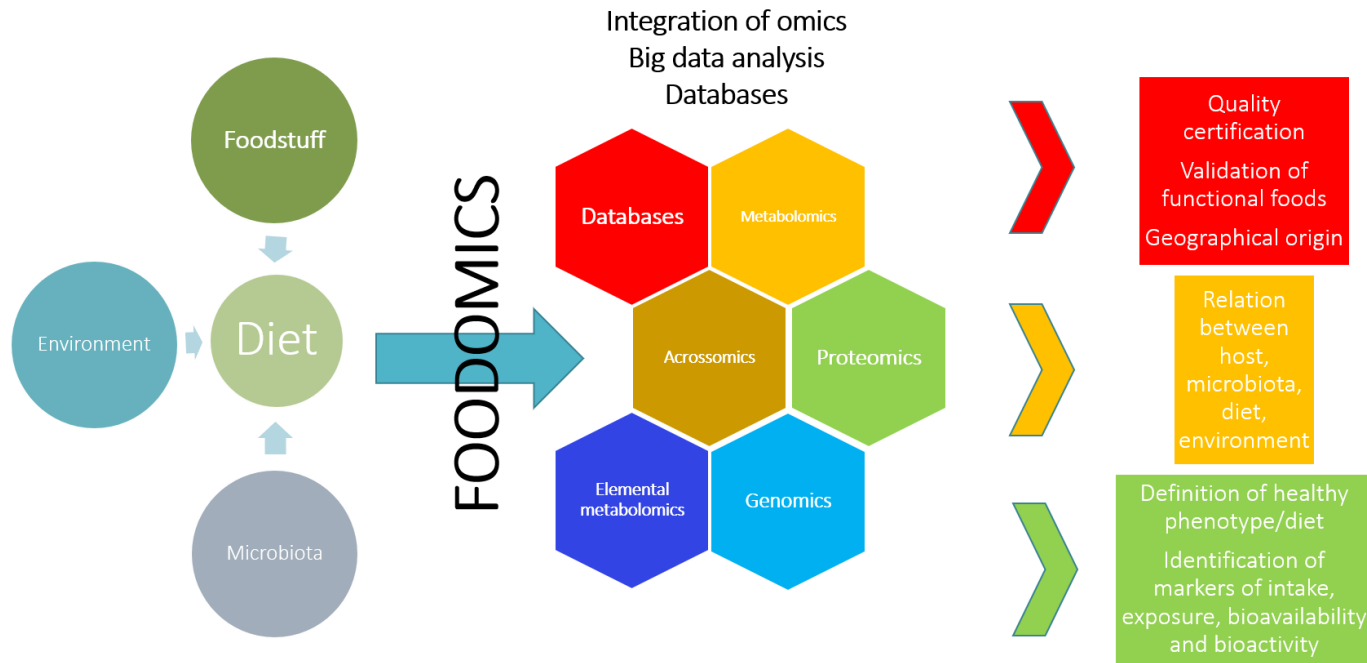 Integration of omics
Big data analysis
Databases
Foodstuff
Environment
Diet
Microbiota
FOODOMICS
Databases
Metabolomics
Acrossomics
Proteomics
Elemental
metabolomics
Genomics
Quality
certification
Validation of
functional foods
Geographical origin
Relation
between
host,
microbiota,
diet,
environment
Definition of healthy
phenotype/diet
Identification of
markers of intake,
exposure, bioavailability
and bioactivity